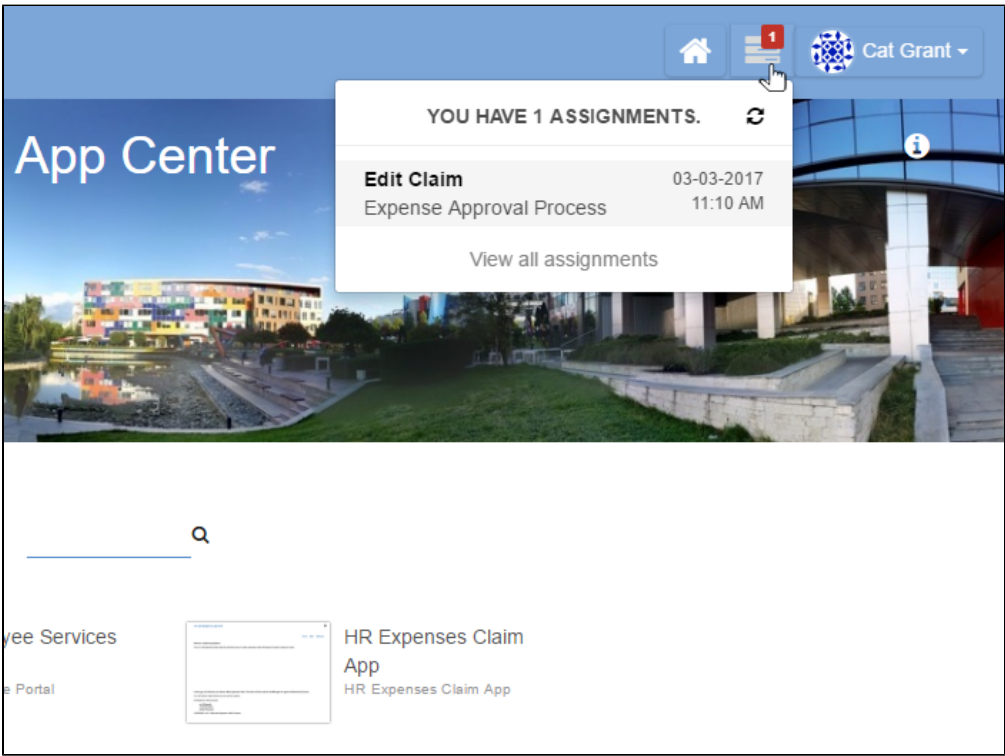 1
Cat Grant
YOU HAVE 1 ASSIGNMENTS.
App Center
Edit Claim
03-03-2017
Expense Approval Process
11:10 AM
View all assignments
yee Services
e Portal
HR Expenses Claim
App
HR Expenses Claim App